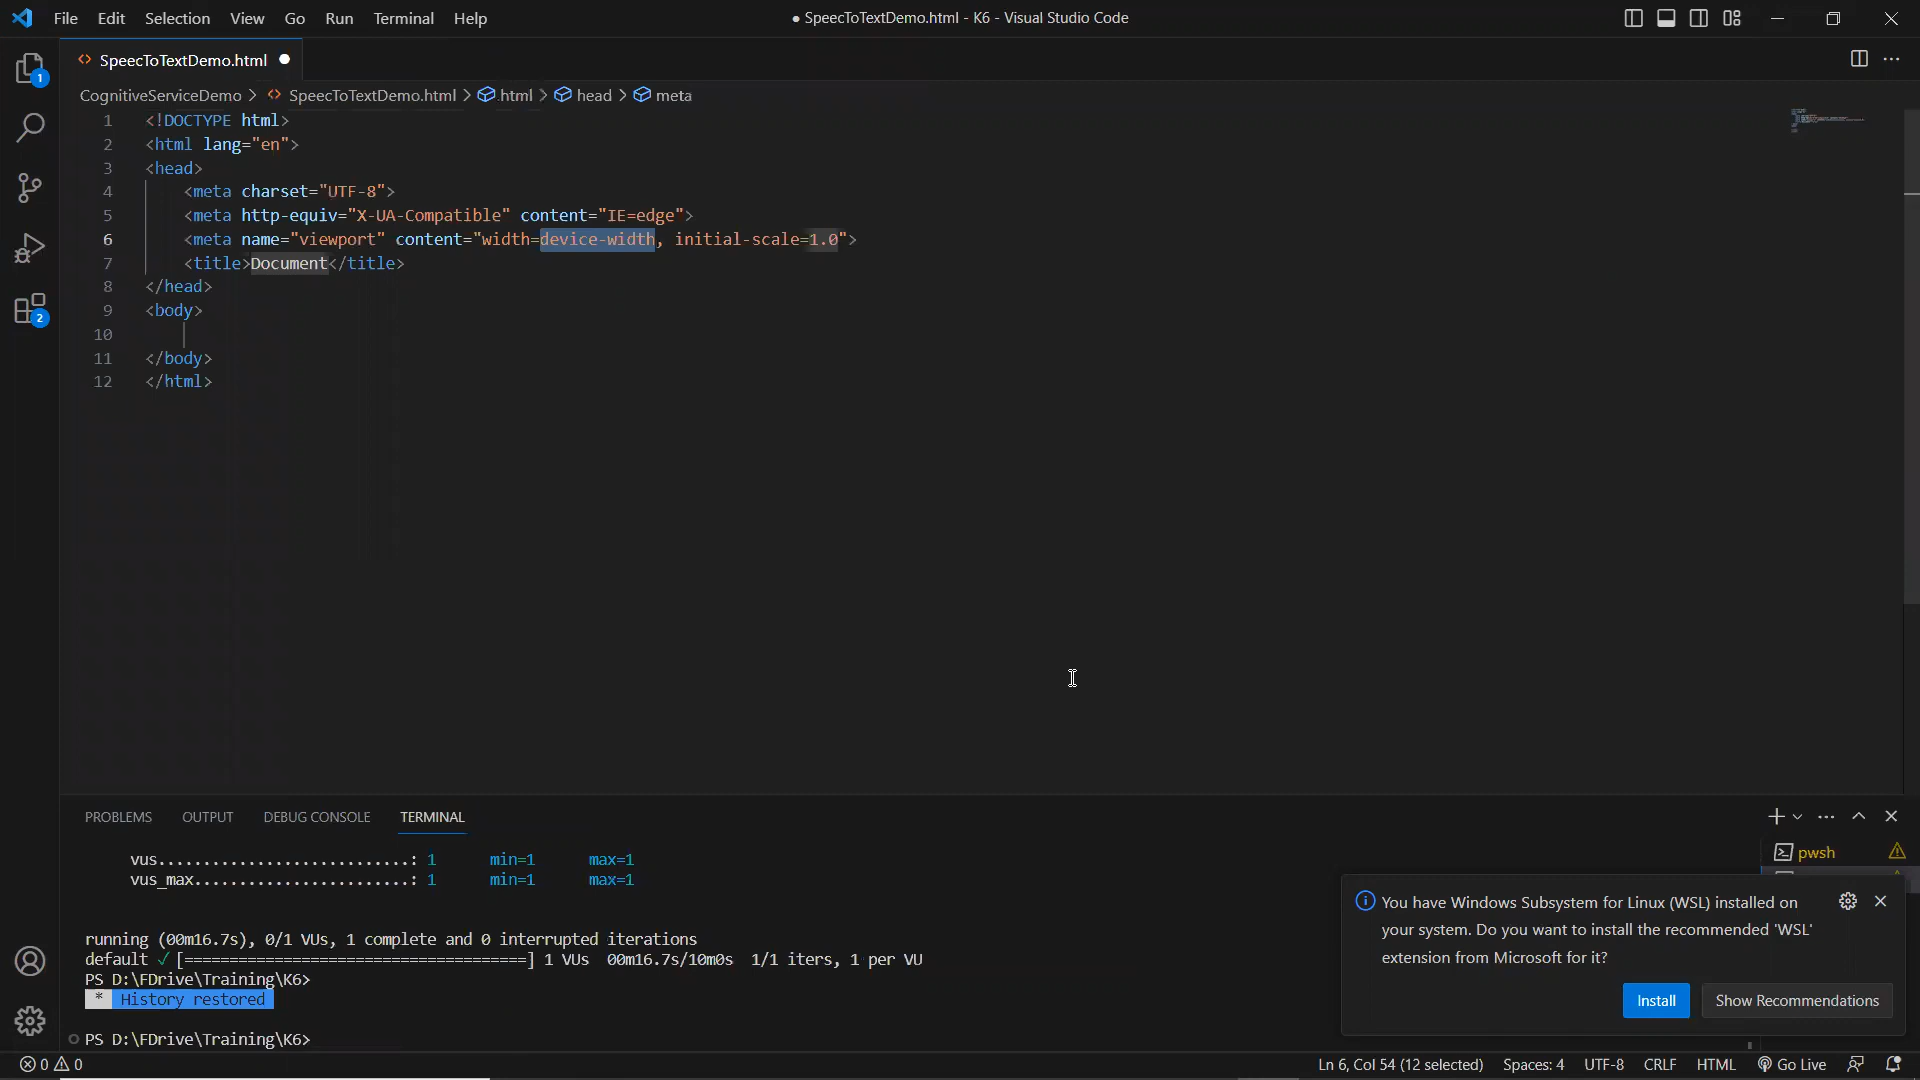 File Edit Selection View Go Run Terminal Help
● SpeecToTextDemo.html - K6 - Visual Studio Code
SpeecToTextDemo.html
CognitiveServiceDemo > SpeecToTextDemo.html > html > head > meta
1 <!DOCTYPE html>
2 <html lang="en">
3 <head>
4 <meta charset="UTF-8">
5 <meta http-equiv="X-UA-Compatible" content="IE=edge">
6 <meta name="viewport" content="width=device-width, initial-scale=1.0">
7 <title>Document</title>
8 </head>
9 <body>
10
11 </body>
12 </html>
1
2
PROBLEMS OUTPUT DEBUG CONSOLE TERMINAL
vus............................: 1 min=1 max=1
vus_max........................: 1 min=1 max=1
running (00m16.7s), 0/1 VUs, 1 complete and 0 interrupted iterations
default ✓ [======================================] 1 VUs 00m16.7s/10m0s 1/1 iters, 1 per VU
PS D:\FDrive\Training\K6>
* History restored
PS D:\FDrive\Training\K6>
pwsh
You have Windows Subsystem for Linux (WSL) installed on
your system. Do you want to install the recommended 'WSL'
extension from Microsoft for it?
Install Show Recommendations
0 0
Ln 6, Col 54 (12 selected) Spaces: 4 UTF-8 CRLF HTML Go Live